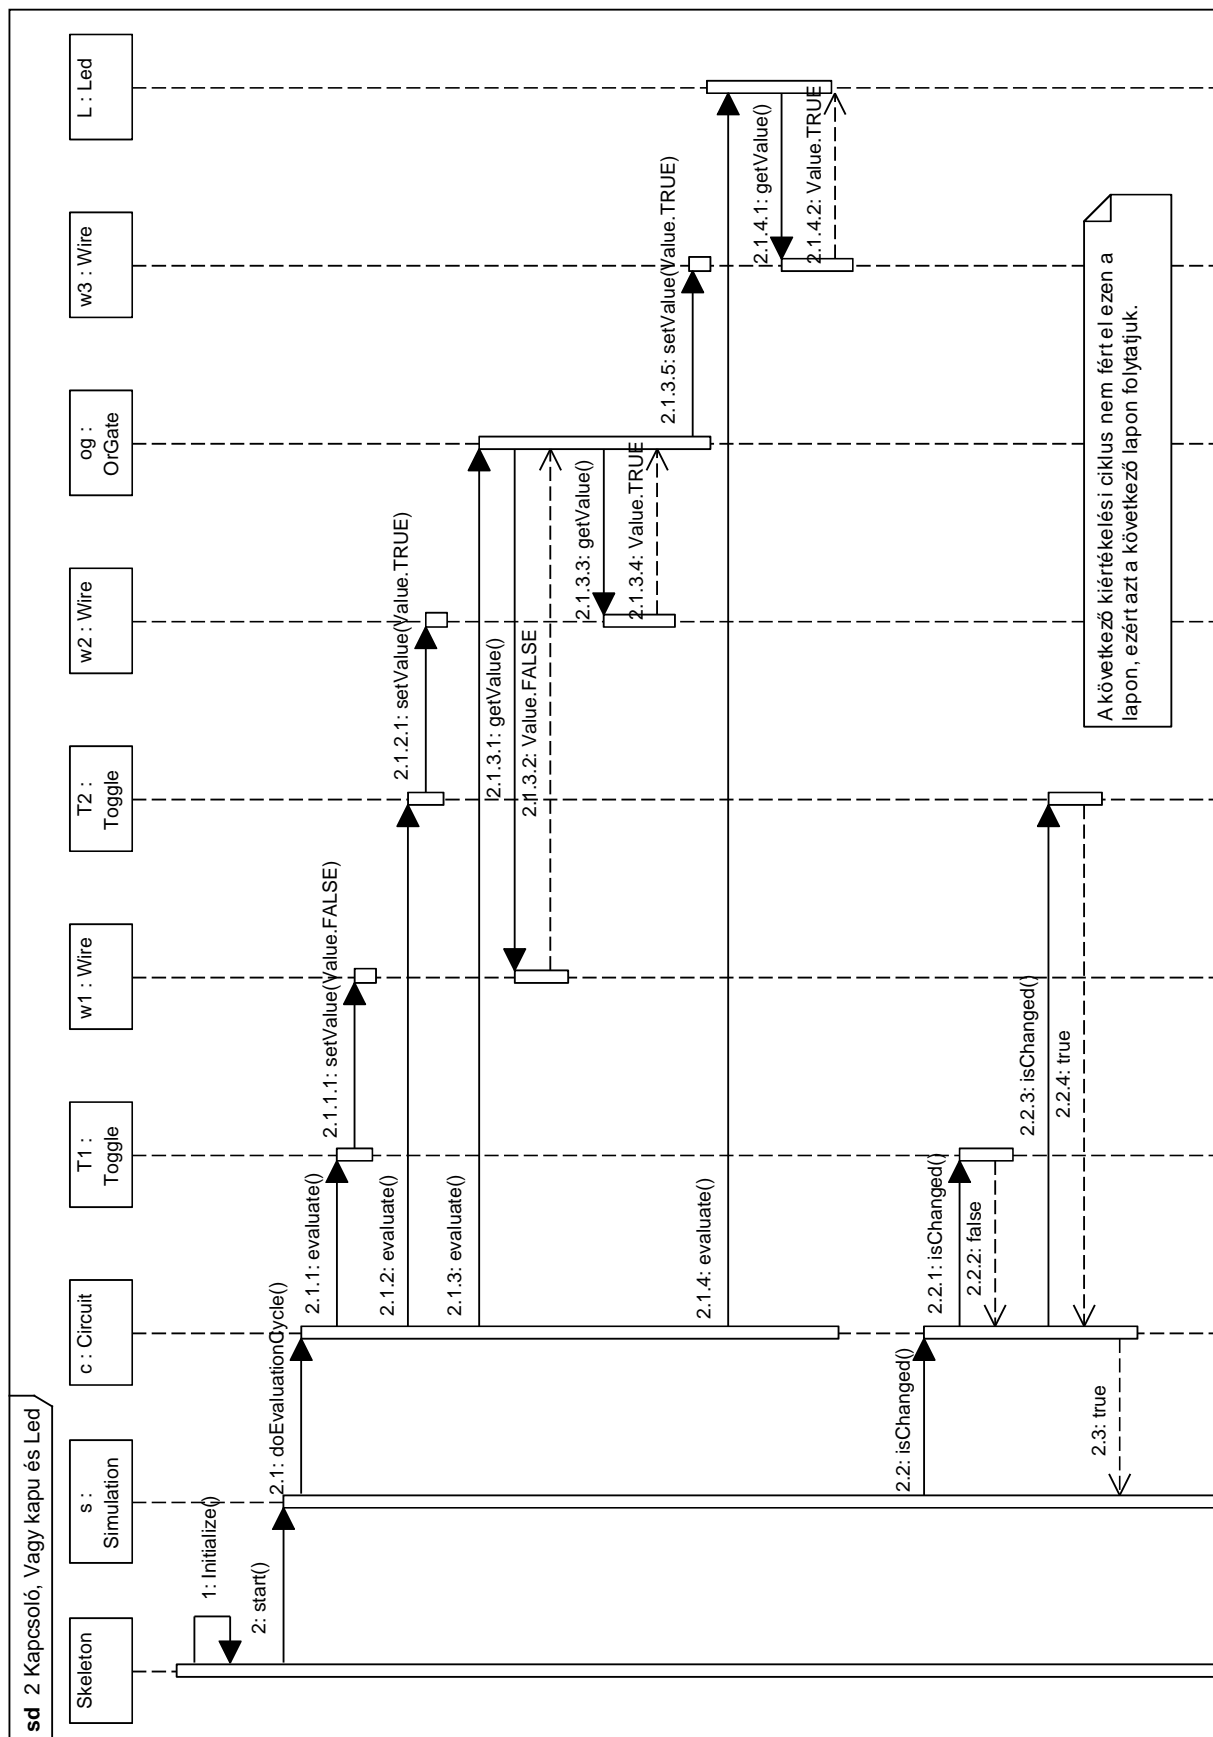 sd 2 Kapcsoló, Vagy kapu és Led
Skeleton
s :
Simulation
c : Circuit
T1 :
Toggle
w1 : Wire
T2 :
Toggle
w2 : Wire
og :
OrGate
w3 : Wire
L : Led
1: Initialize()
2: start()
2.1: doEvaluationCycle()
2.1.1: evaluate()
2.1.1.1: setValue(Value.FALSE)
2.1.2: evaluate()
2.1.2.1: setValue(Value.TRUE)
2.1.3: evaluate()
2.1.3.1: getValue()
2.1.3.2: Value.FALSE
2.1.3.3: getValue()
2.1.3.4: Value.TRUE
2.1.3.5: setValue(Value.TRUE)
2.1.4: evaluate()
2.1.4.1: getValue()
2.1.4.2: Value.TRUE
2.2: isChanged()
2.2.1: isChanged()
2.2.2: false
2.2.3: isChanged()
2.2.4: true
2.3: true
A következő kiértékelési ciklus nem fért el ezen a
lapon, ezért azt a következő lapon folytatjuk.